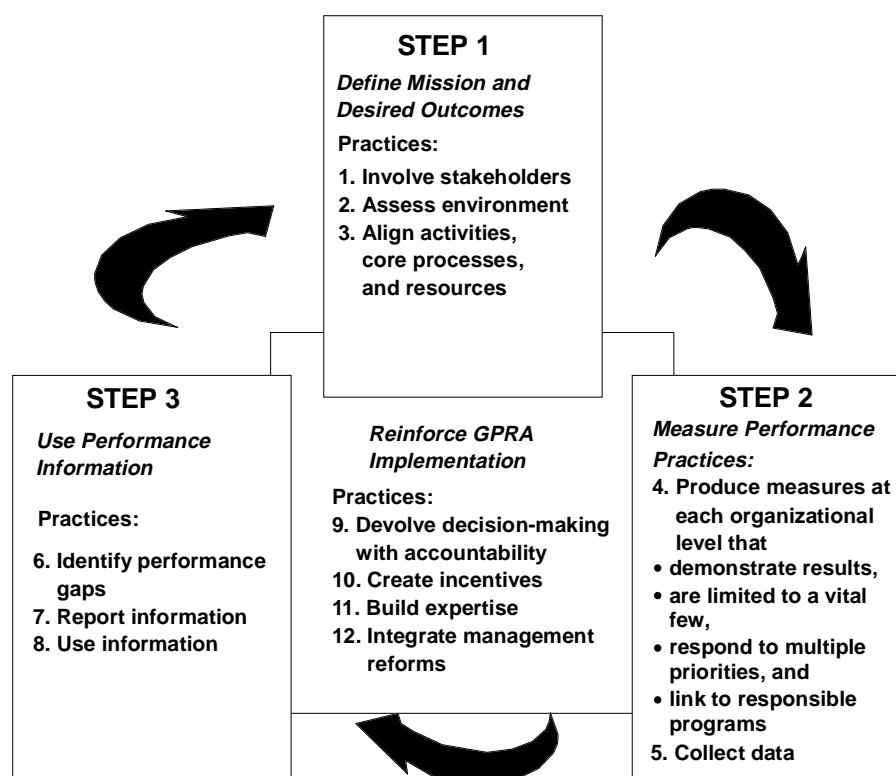 STEP 1
Define Mission and
Desired Outcomes
Practices:
1. Involve stakeholders
2. Assess environment
3. Align activities,
core processes,
and resources
STEP 2
Measure Performance
Practices:
4. Produce measures at
each organizational
level that
• demonstrate results,
• are limited to a vital
few,
• respond to multiple
priorities, and
• link to responsible
programs
5. Collect data
STEP 3
Use Performance
Information
Practices:
6. Identify performance
gaps
7. Report information
8. Use information
Reinforce GPRA
Implementation
Practices:
9. Devolve decision-making
with accountability
10. Create incentives
11. Build expertise
12. Integrate management
reforms